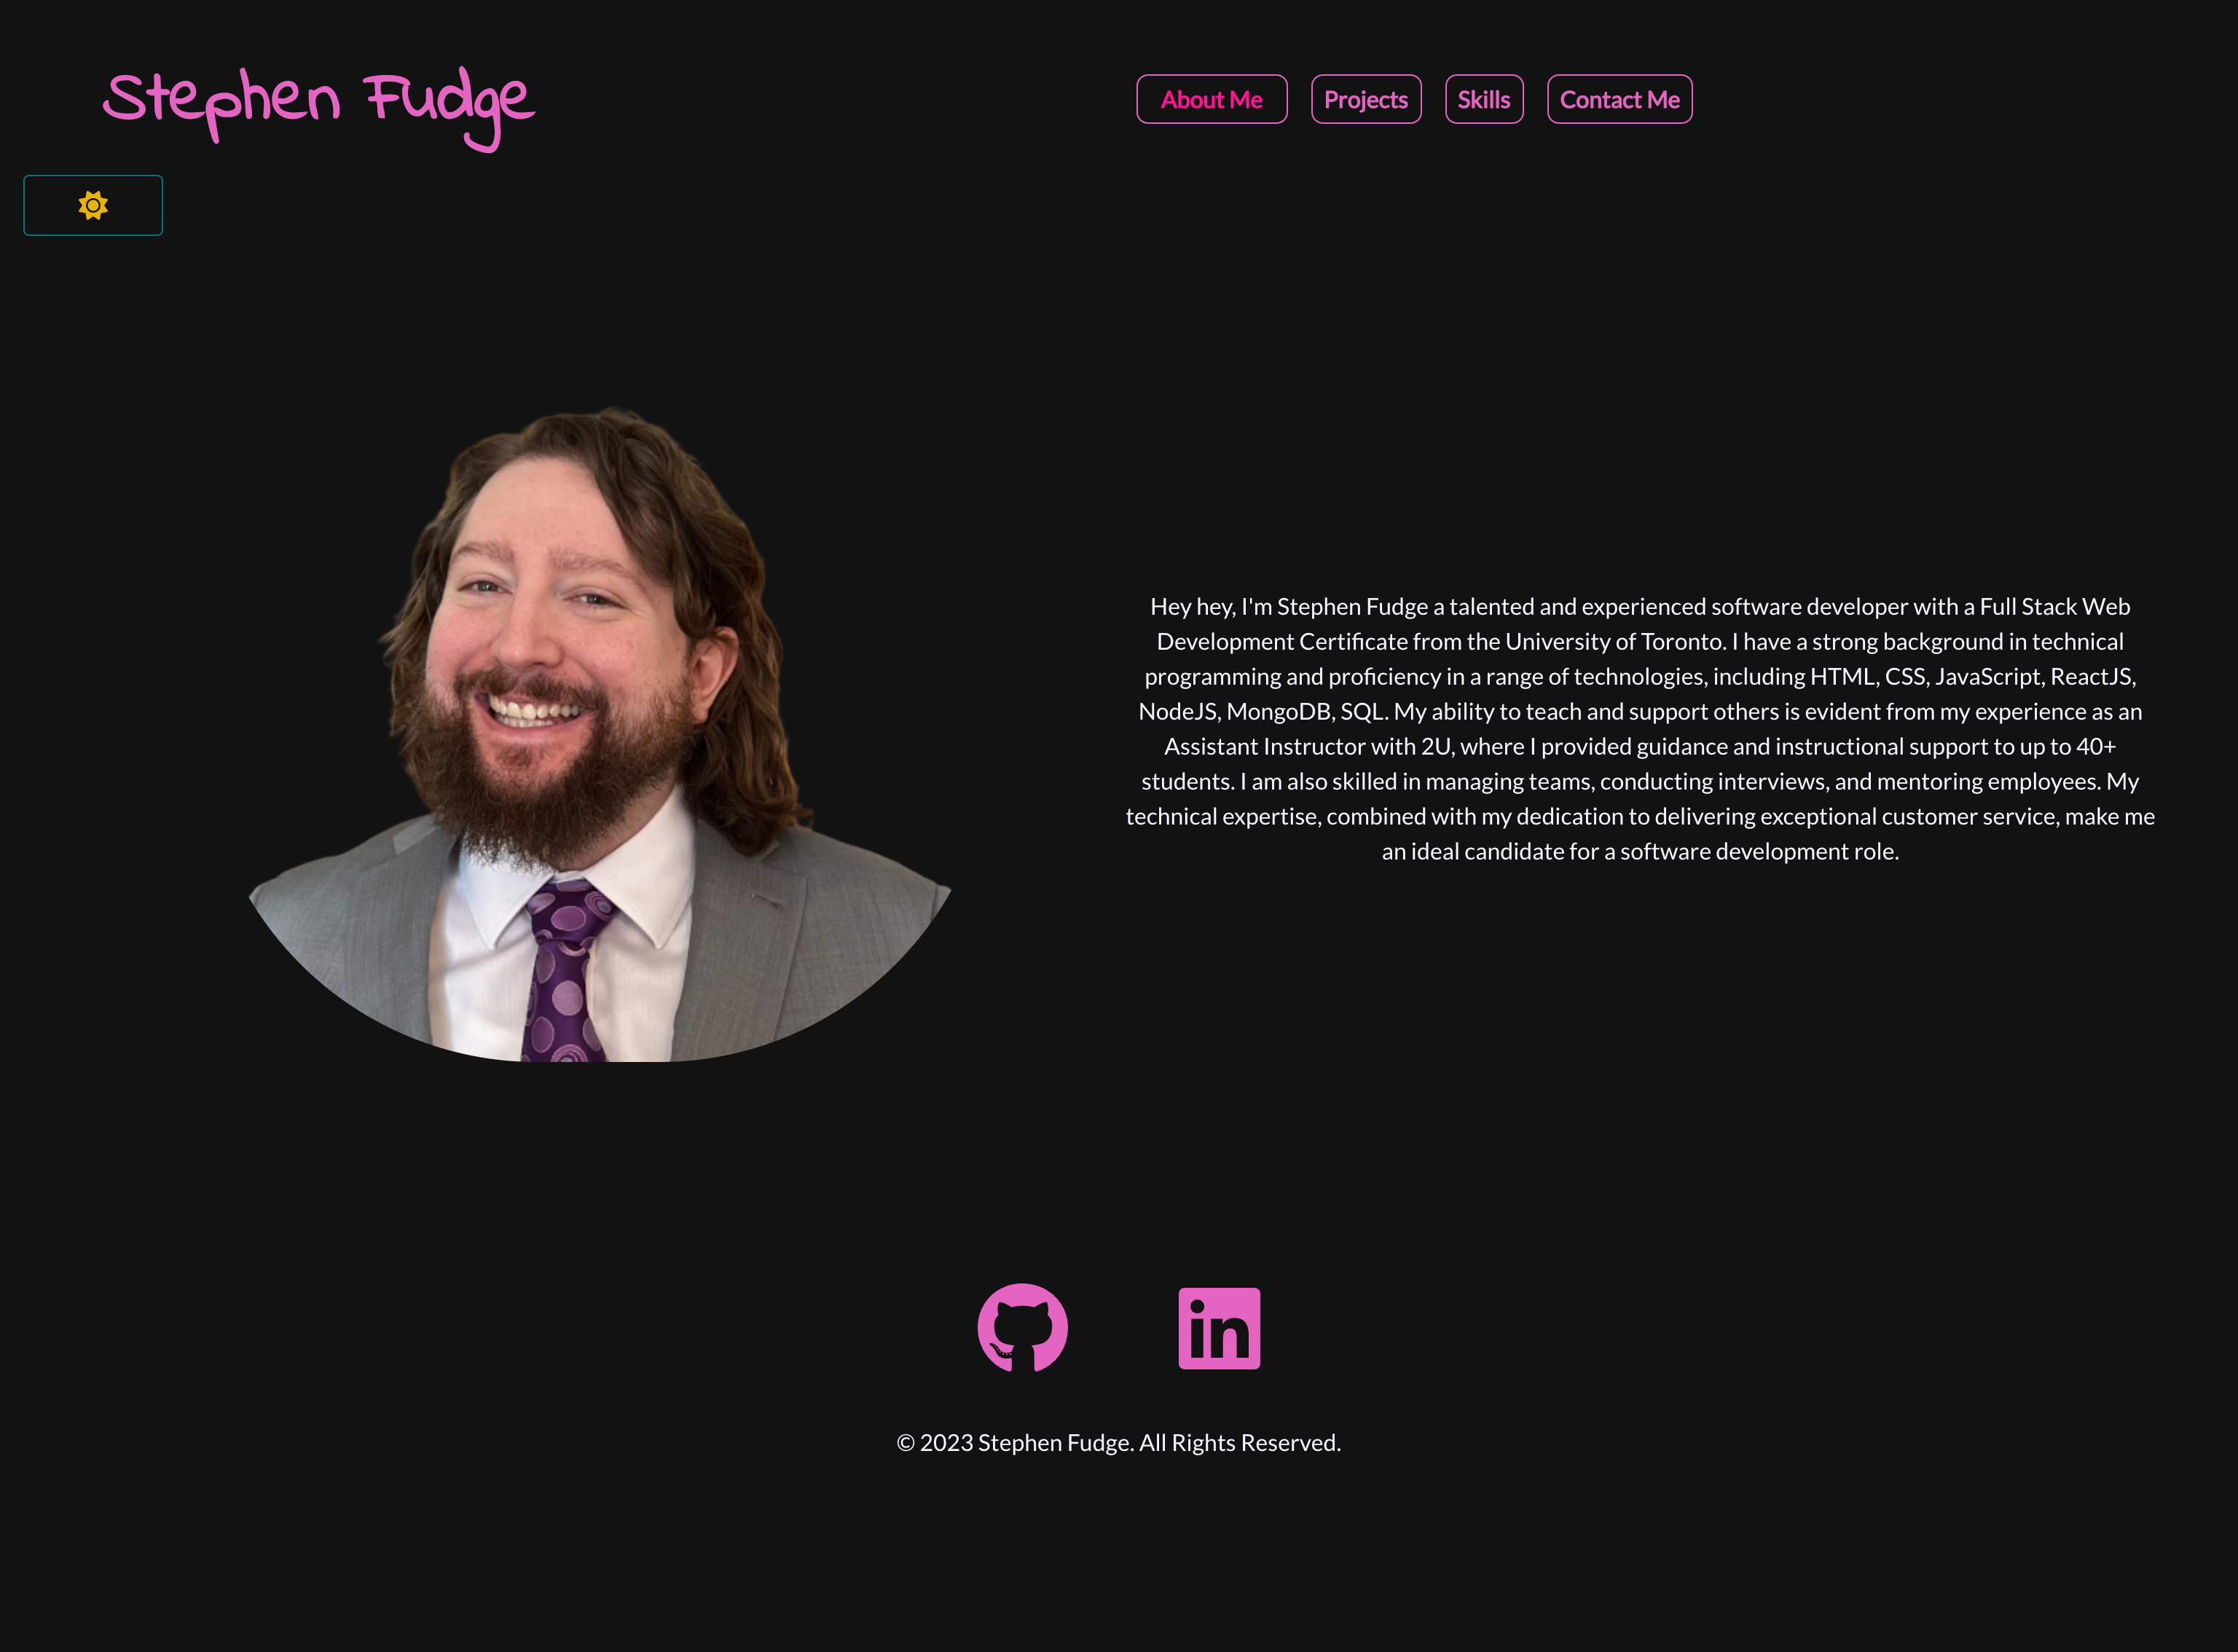 Stephen Fudge
About Me
Projects
Skills
Contact Me
Hey hey, I'm Stephen Fudge a talented and experienced software developer with a Full Stack Web
Development Certificate from the University of Toronto. I have a strong background in technical
programming and proficiency in a range of technologies, including HTML, CSS, JavaScript, ReactJS,
NodeJS, MongoDB, SQL. My ability to teach and support others is evident from my experience as an
Assistant Instructor with 2U, where I provided guidance and instructional support to up to 40+
students. I am also skilled in managing teams, conducting interviews, and mentoring employees. My
technical expertise, combined with my dedication to delivering exceptional customer service, make me
an ideal candidate for a software development role.
in
© 2023 Stephen Fudge. All Rights Reserved.